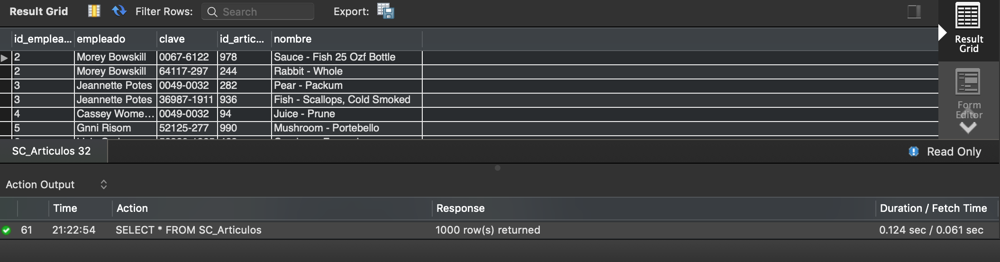 Result Grid Filter Rows: Search Export:
id_emplea... empleado clave id_artic... nombre
2 Morey Bowskill 0067-6122 978 Sauce - Fish 25 Ozf Bottle
2 Morey Bowskill 64117-297 244 Rabbit - Whole
3 Jeannette Potes 0049-0032 282 Pear - Packum
3 Jeannette Potes 36987-1911 936 Fish - Scallops, Cold Smoked
4 Cassey Wome... 0049-0032 94 Juice - Prune
5 Gnni Risom 52125-277 990 Mushroom - Portebello
Result
Grid
Form
Editor
SC_Articulos 32 Read Only
Action Output
Time Action Response Duration / Fetch Time
61 21:22:54 SELECT * FROM SC_Articulos 1000 row(s) returned 0.124 sec / 0.061 sec